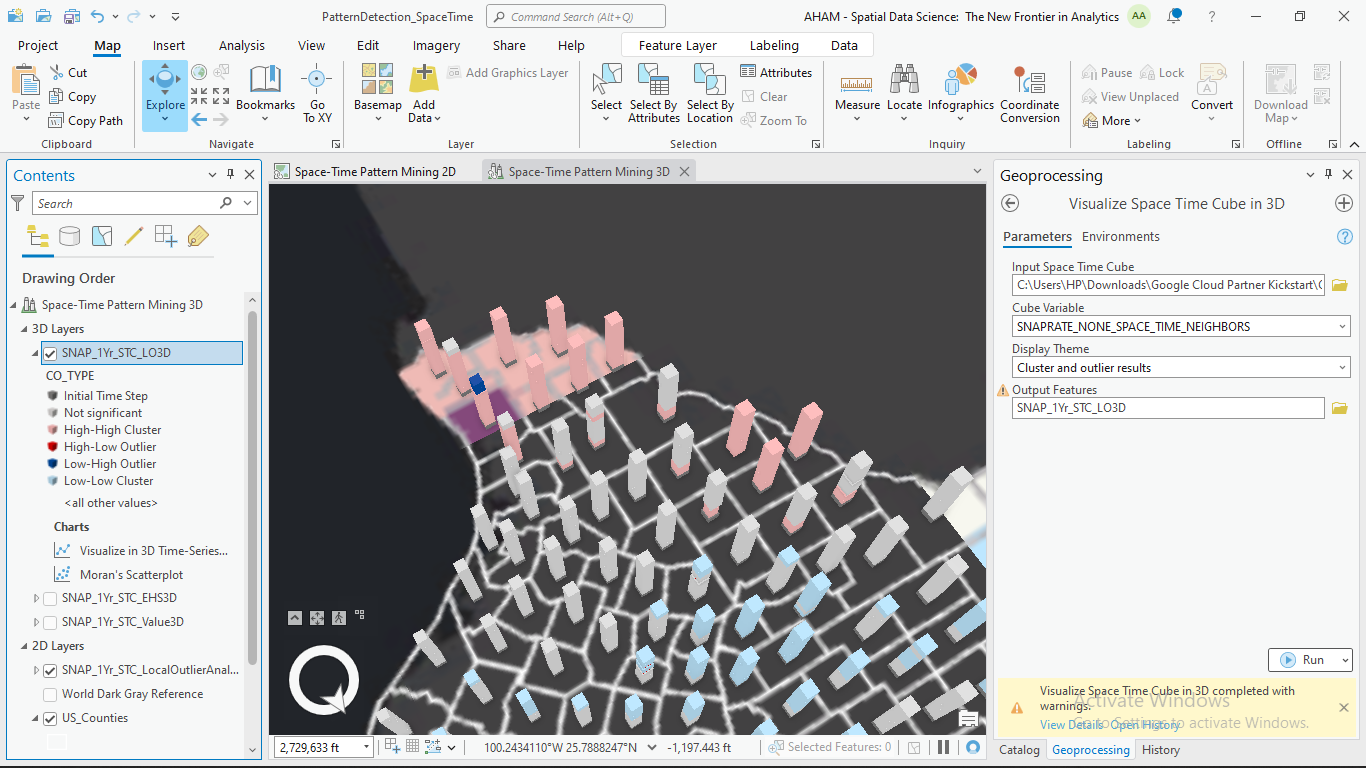 PatternDetection_SpaceTime
Command Search (Alt+Q)
AHAM - Spatial Data Science: The New Frontier in Analytics
AA
?
Project
Map
Insert
Analysis
View
Edit
Imagery
Share
Help
Feature Layer
Labeling
Data
Paste
Cut
Copy
Copy Path
Clipboard
Explore
Bookmarks
Go To XY
Navigate
Basemap
Add Data
Add Graphics Layer
Layer
Select
Select By Attributes
Select By Location
Attributes
Clear
Zoom To
Selection
Measure
Locate
Infographics
Coordinate Conversion
Inquiry
Pause
Lock
View Unplaced
More
Convert
Labeling
Download Map
Offline
Contents
Search
Drawing Order
Space-Time Pattern Mining 3D
3D Layers
SNAP_1Yr_STC_LO3D
CO_TYPE
Initial Time Step
Not significant
High-High Cluster
High-Low Outlier
Low-High Outlier
Low-Low Cluster
<all other values>
Charts
Visualize in 3D Time-Series...
Moran's Scatterplot
SNAP_1Yr_STC_EHS3D
SNAP_1Yr_STC_Value3D
2D Layers
SNAP_1Yr_STC_LocalOutlierAnal...
World Dark Gray Reference
US_Counties
Space-Time Pattern Mining 2D
Space-Time Pattern Mining 3D
2,729,633 ft
100.2434110°W 25.7888247°N
-1,197.443 ft
Selected Features: 0
Geoprocessing
Visualize Space Time Cube in 3D
Parameters
Environments
?
Input Space Time Cube
C:\Users\HP\Downloads\Google Cloud Partner Kickstart\
Cube Variable
SNAPRATE_NONE_SPACE_TIME_NEIGHBORS
Display Theme
Cluster and outlier results
Output Features
SNAP_1Yr_STC_LO3D
Run
Visualize Space Time Cube in 3D completed with
warnings.
View Details Open History
Activate Windows
Go to Settings to activate Windows.
Catalog
Geoprocessing
History